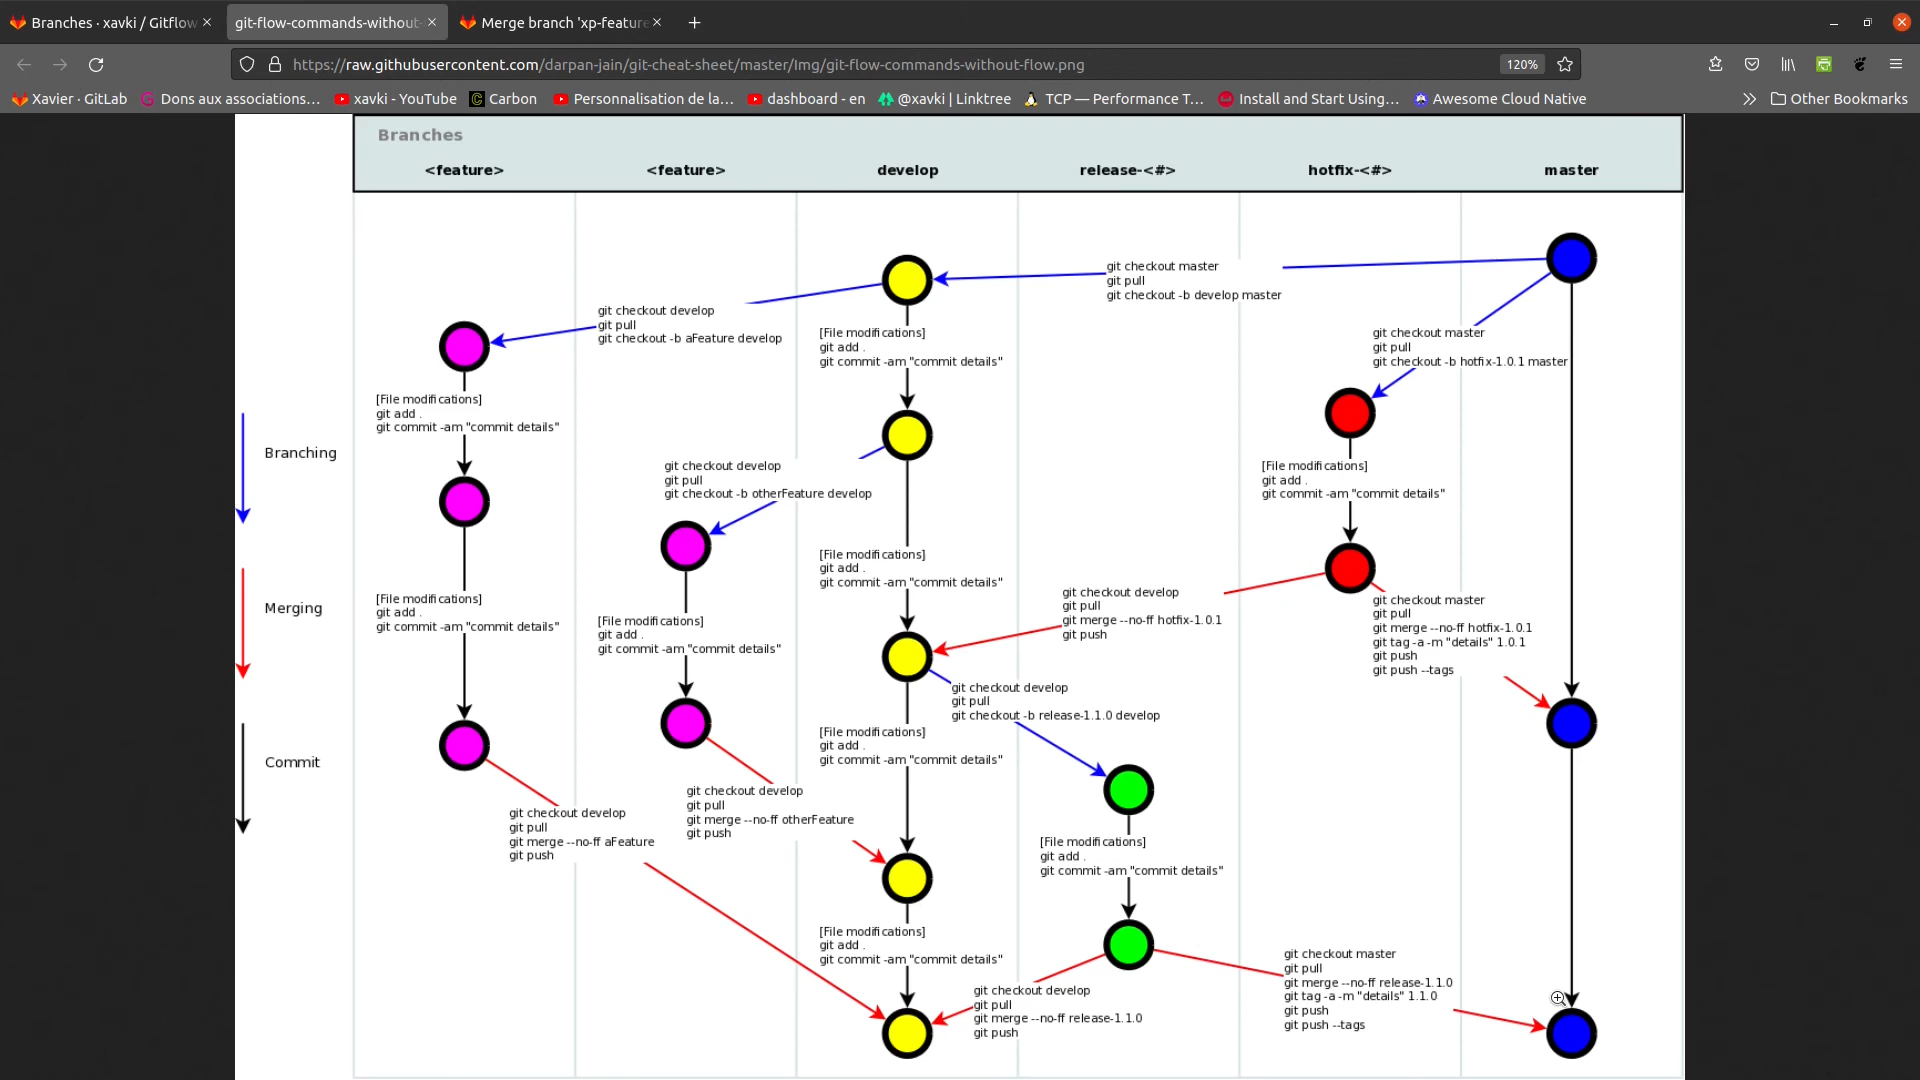 Branches · xavki / Gitflow
git-flow-commands-without-
Merge branch 'xp-feature
https://raw.githubusercontent.com/darpan-jain/git-cheat-sheet/master/Img/git-flow-commands-without-flow.png
120%
Xavier · GitLab
Dons aux associations…
xavki - YouTube
Carbon
Personnalisation de la…
dashboard - en
@xavki | Linktree
TCP — Performance T…
Install and Start Using…
Awesome Cloud Native
Other Bookmarks
Branches
<feature>
<feature>
develop
release-<#>
hotfix-<#>
master
git checkout master
git pull
git checkout -b develop master
git checkout develop
git pull
git checkout -b aFeature develop
[File modifications]
git add .
git commit -am "commit details"
git checkout master
git pull
git checkout -b hotfix-1.0.1 master
[File modifications]
git add .
git commit -am "commit details"
Branching
git checkout develop
git pull
git checkout -b otherFeature develop
[File modifications]
git add .
git commit -am "commit details"
[File modifications]
git add .
git commit -am "commit details"
Merging
[File modifications]
git add .
git commit -am "commit details"
[File modifications]
git add .
git commit -am "commit details"
git checkout develop
git pull
git merge --no-ff hotfix-1.0.1
git push
git checkout master
git pull
git merge --no-ff hotfix-1.0.1
git tag -a -m "details" 1.0.1
git push
git push --tags
git checkout develop
git pull
git checkout -b release-1.1.0 develop
[File modifications]
git add .
git commit -am "commit details"
Commit
git checkout develop
git pull
git merge --no-ff aFeature
git push
git checkout develop
git pull
git merge --no-ff otherFeature
git push
[File modifications]
git add .
git commit -am "commit details"
[File modifications]
git add .
git commit -am "commit details"
git checkout develop
git pull
git merge --no-ff release-1.1.0
git push
git checkout master
git pull
git merge --no-ff release-1.1.0
git tag -a -m "details" 1.1.0
git push
git push --tags